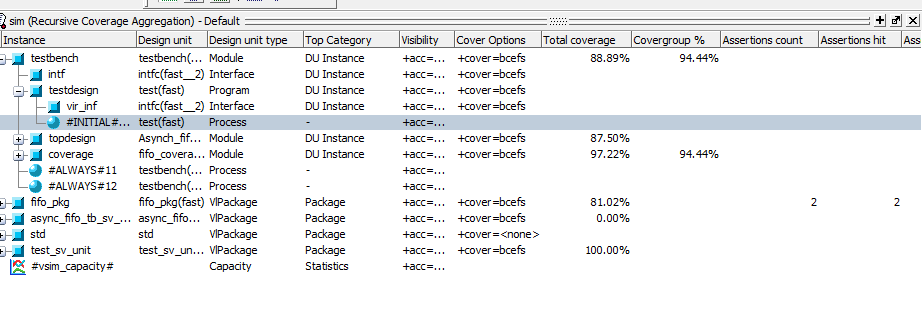 sim (Recursive Coverage Aggregation) - Default
Instance Design unit Design unit type Top Category Visibility Cover Options Total coverage Covergroup % Assertions count Assertions hit Ass
testbench testbench(... Module DU Instance +acc=... +cover=bcefs 88.89% 94.44%
intf intfc(fast__2) Interface DU Instance +acc=... +cover=bcefs
testdesign test(fast) Program DU Instance +acc=... +cover=bcefs
vir_inf intfc(fast__2) Interface DU Instance +acc=... +cover=bcefs
#INITIAL#... test(fast) Process - +acc=...
topdesign Asynch_fif... Module DU Instance +acc=... +cover=bcefs 87.50%
coverage fifo_covera... Module DU Instance +acc=... +cover=bcefs 97.22% 94.44%
#ALWAYS#11 testbench(... Process - +acc=...
#ALWAYS#12 testbench(... Process - +acc=...
fifo_pkg fifo_pkg(fast) VlPackage Package +acc=... +cover=bcefs 81.02% 2 2
async_fifo_tb_sv_... async_fifo... VlPackage Package +acc=... +cover=bcefs 0.00%
std std VlPackage Package +acc=... +cover=<none>
test_sv_unit test_sv_un... VlPackage Package +acc=... +cover=bcefs 100.00%
#vsim_capacity# Capacity Statistics +acc=...